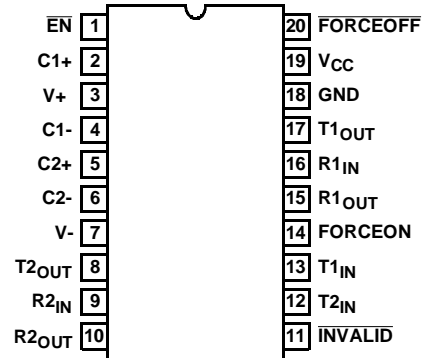 EN 1 20 FORCEOFF
C1+ 2 19 VCC
V+ 3 18 GND
C1- 4 17 T1OUT
C2+ 5 16 R1IN
C2- 6 15 R1OUT
V- 7 14 FORCEON
T2OUT 8 13 T1IN
R2IN 9 12 T2IN
R2OUT 10 11 INVALID